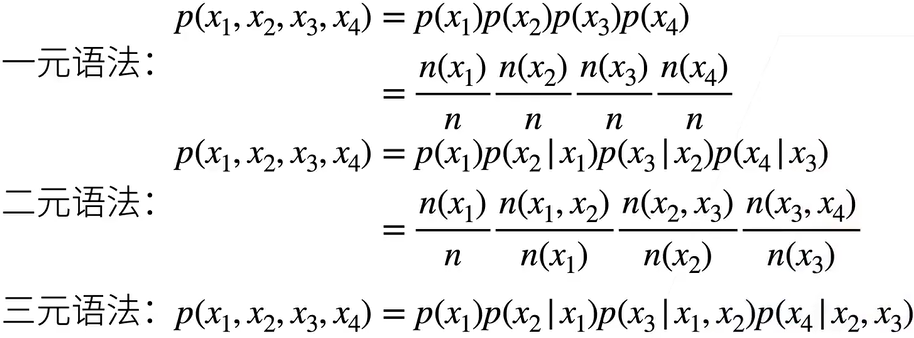 p(x₁, x₂, x₃, x₄) = p(x₁)p(x₂)p(x₃)p(x₄)
一元语法：
= n(x₁)/n n(x₂)/n n(x₃)/n n(x₄)/n
p(x₁, x₂, x₃, x₄) = p(x₁)p(x₂|x₁)p(x₃|x₂)p(x₄|x₃)
二元语法：
= n(x₁)/n n(x₁, x₂)/n(x₁) n(x₂, x₃)/n(x₂) n(x₃, x₄)/n(x₃)
三元语法：p(x₁, x₂, x₃, x₄) = p(x₁)p(x₂|x₁)p(x₃|x₁, x₂)p(x₄|x₂, x₃)